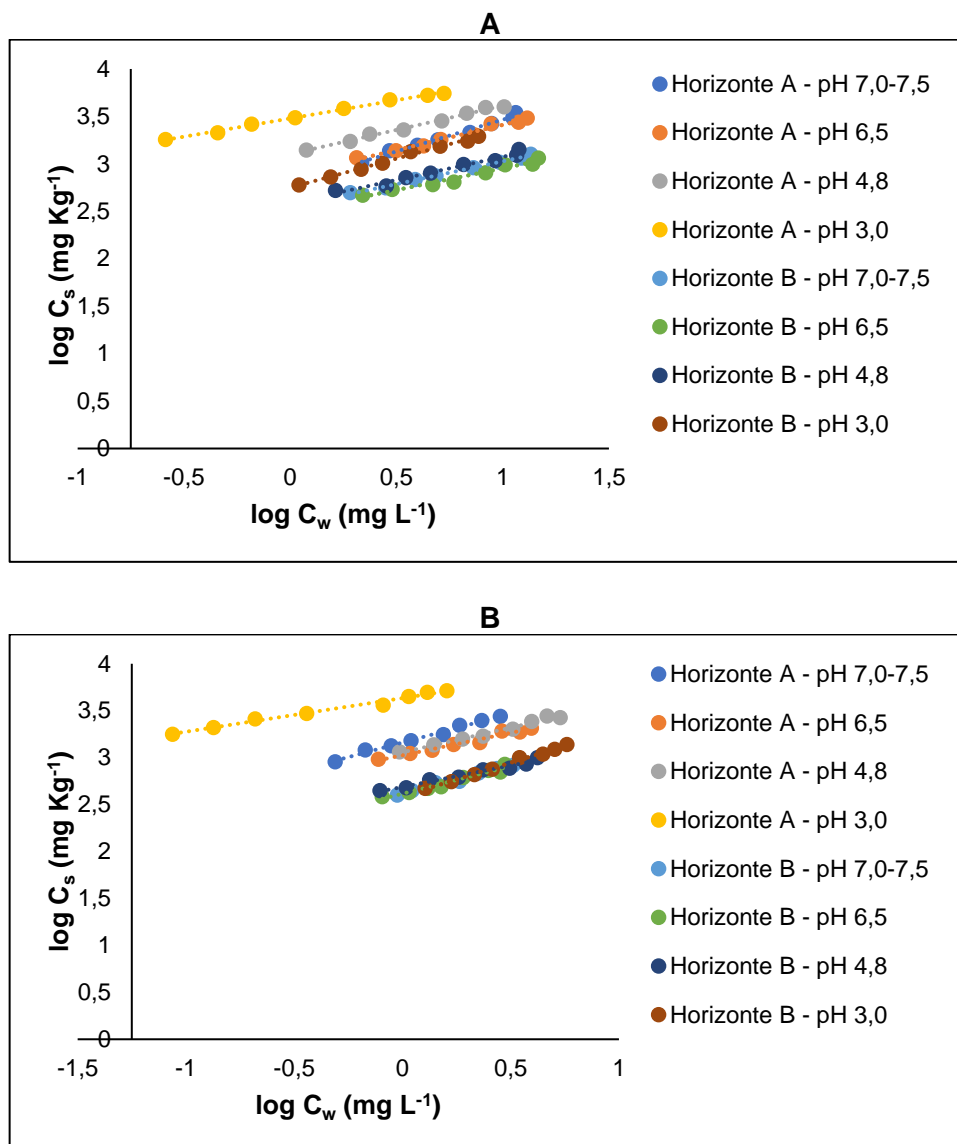 A
4
3,5
3
2,5
2
1,5
1
0,5
0
-1 -0,5 0 0,5 1 1,5
log Cs (mg Kg-1)
log Cw (mg L-1)
Horizonte A - pH 7,0-7,5
Horizonte A - pH 6,5
Horizonte A - pH 4,8
Horizonte A - pH 3,0
Horizonte B - pH 7,0-7,5
Horizonte B - pH 6,5
Horizonte B - pH 4,8
Horizonte B - pH 3,0
B
4
3,5
3
2,5
2
1,5
1
0,5
0
-1,5 -1 -0,5 0 0,5 1
log Cs (mg Kg-1)
log Cw (mg L-1)
Horizonte A - pH 7,0-7,5
Horizonte A - pH 6,5
Horizonte A - pH 4,8
Horizonte A - pH 3,0
Horizonte B - pH 7,0-7,5
Horizonte B - pH 6,5
Horizonte B - pH 4,8
Horizonte B - pH 3,0